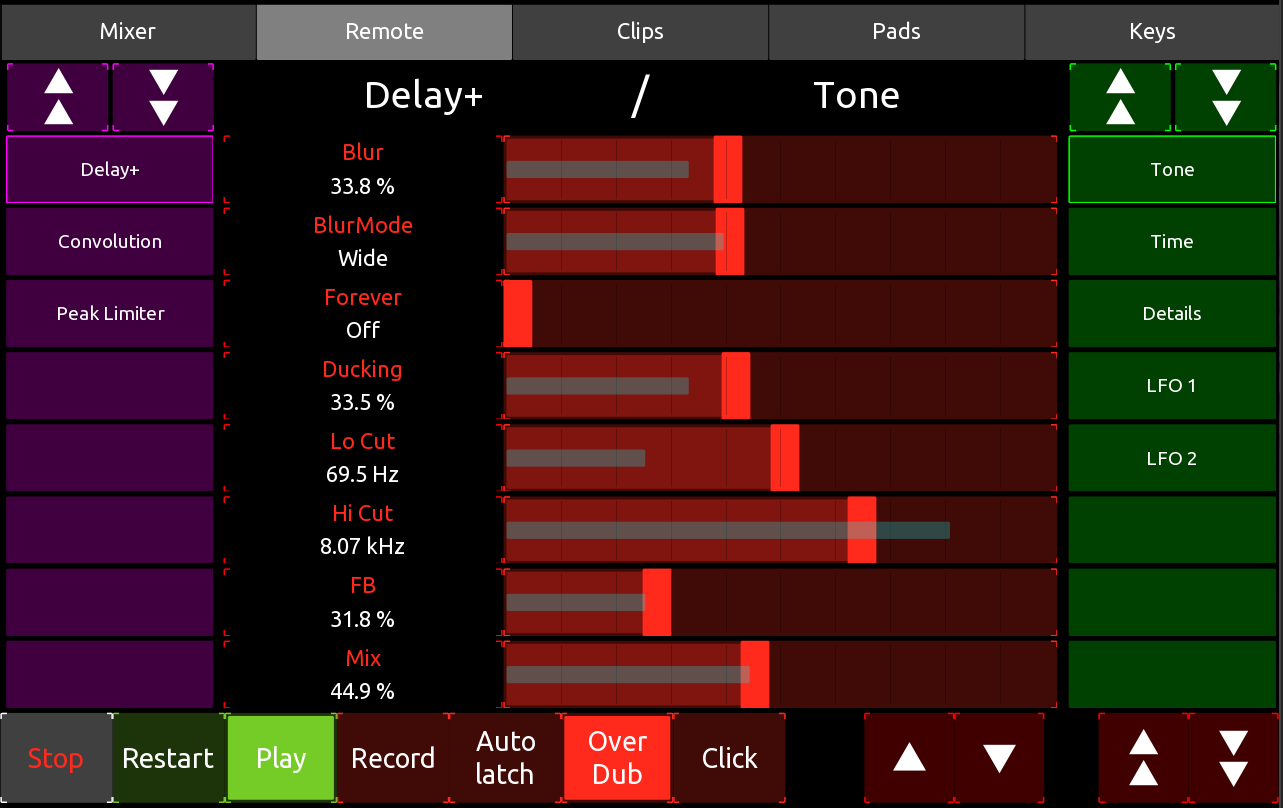 Mixer
Remote
Clips
Pads
Keys
Delay+ / Tone
Delay+
Convolution
Peak Limiter
Blur
33.8 %
BlurMode
Wide
Forever
Off
Ducking
33.5 %
Lo Cut
69.5 Hz
Hi Cut
8.07 kHz
FB
31.8 %
Mix
44.9 %
Tone
Time
Details
LFO 1
LFO 2
Stop
Restart
Play
Record
Auto
latch
Over
Dub
Click